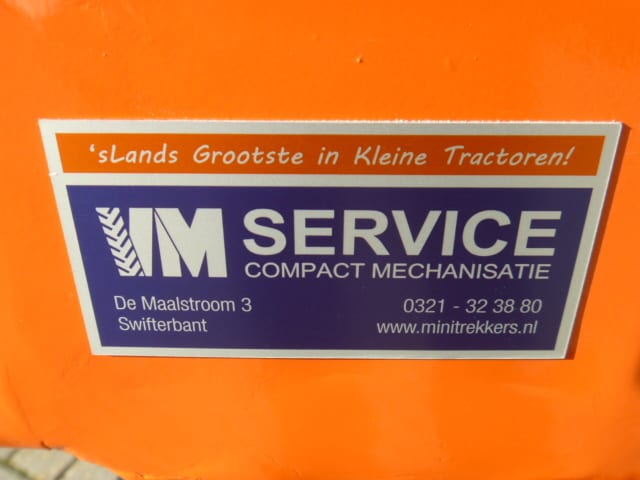 'sLands Grootste in Kleine Tractoren!
VM SERVICE
COMPACT MECHANISATIE
De Maalstroom 3
0321 - 32 38 80
Swifterbant
www.minitrekkers.nl